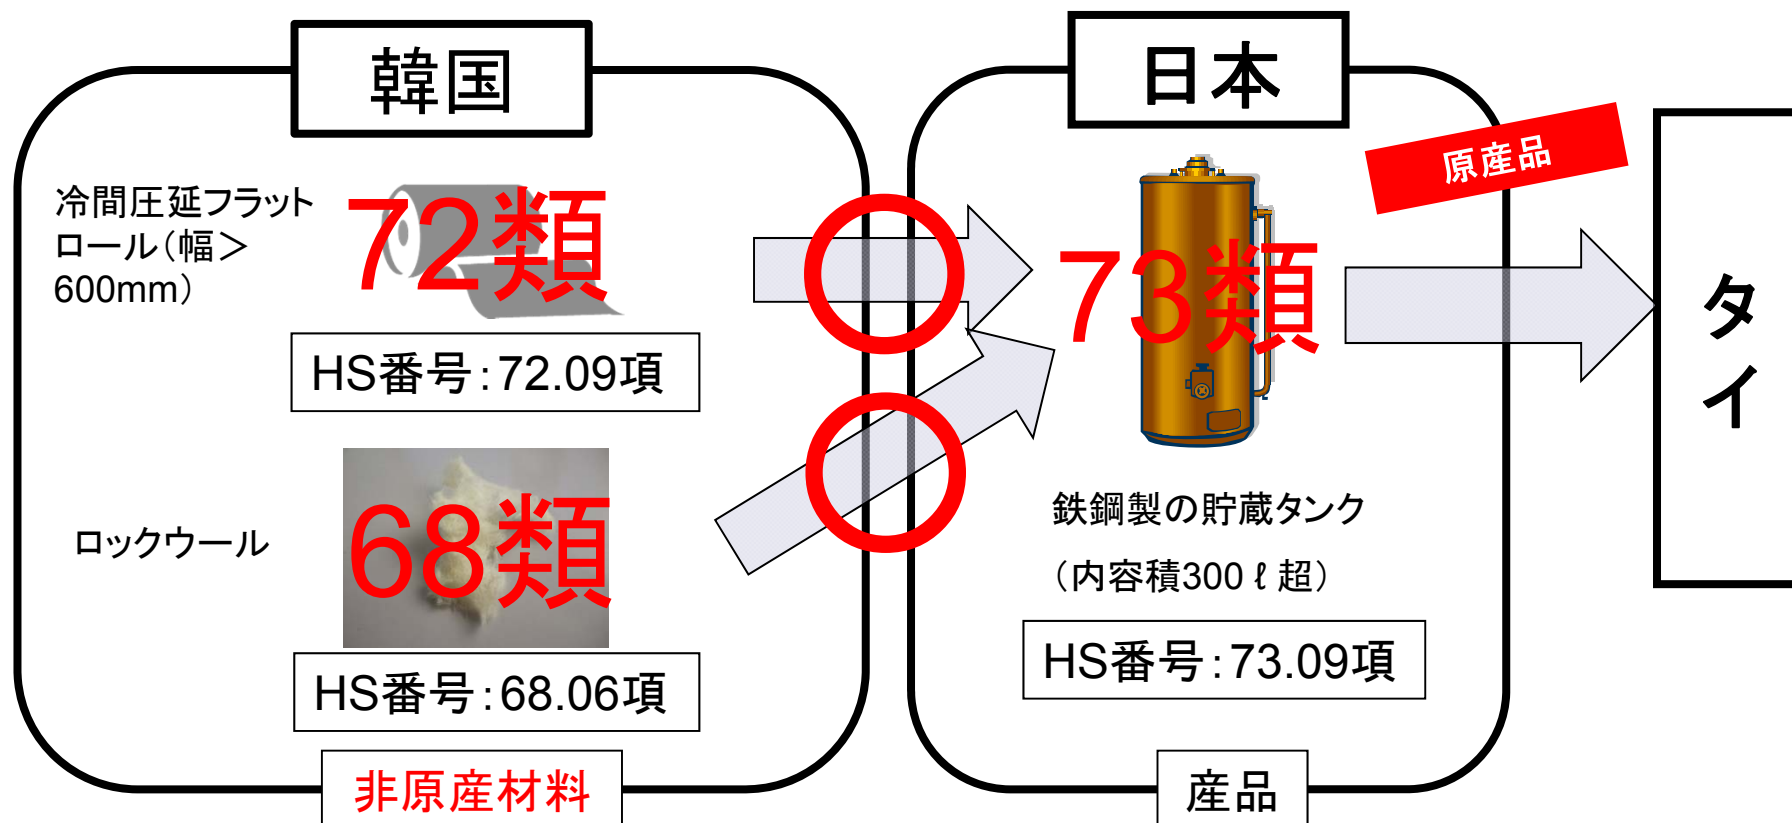 韓国
冷間圧延フラット
ロール（幅＞
600mm）
72類
HS番号：72.09項
ロックウール
68類
HS番号：68.06項
非原産材料
日本
73類
鉄鋼製の貯蔵タンク
（内容積300ℓ超）
HS番号：73.09項
産品
原産品
タイ